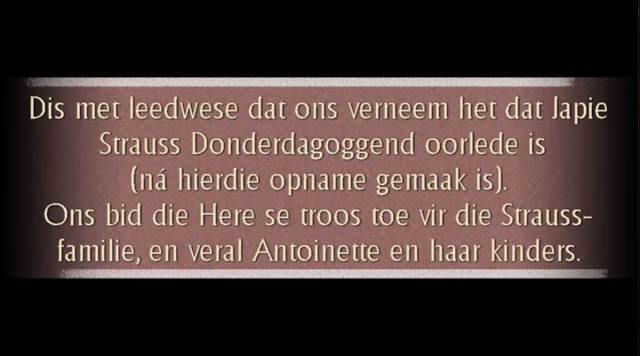 Dis met leedwese dat ons verneem het dat Japie
Strauss Donderdagoggend oorlede is
(ná hierdie opname gemaak is).
Ons bid die Here se troos toe vir die Strauss-
familie, en veral Antoinette en haar kinders.